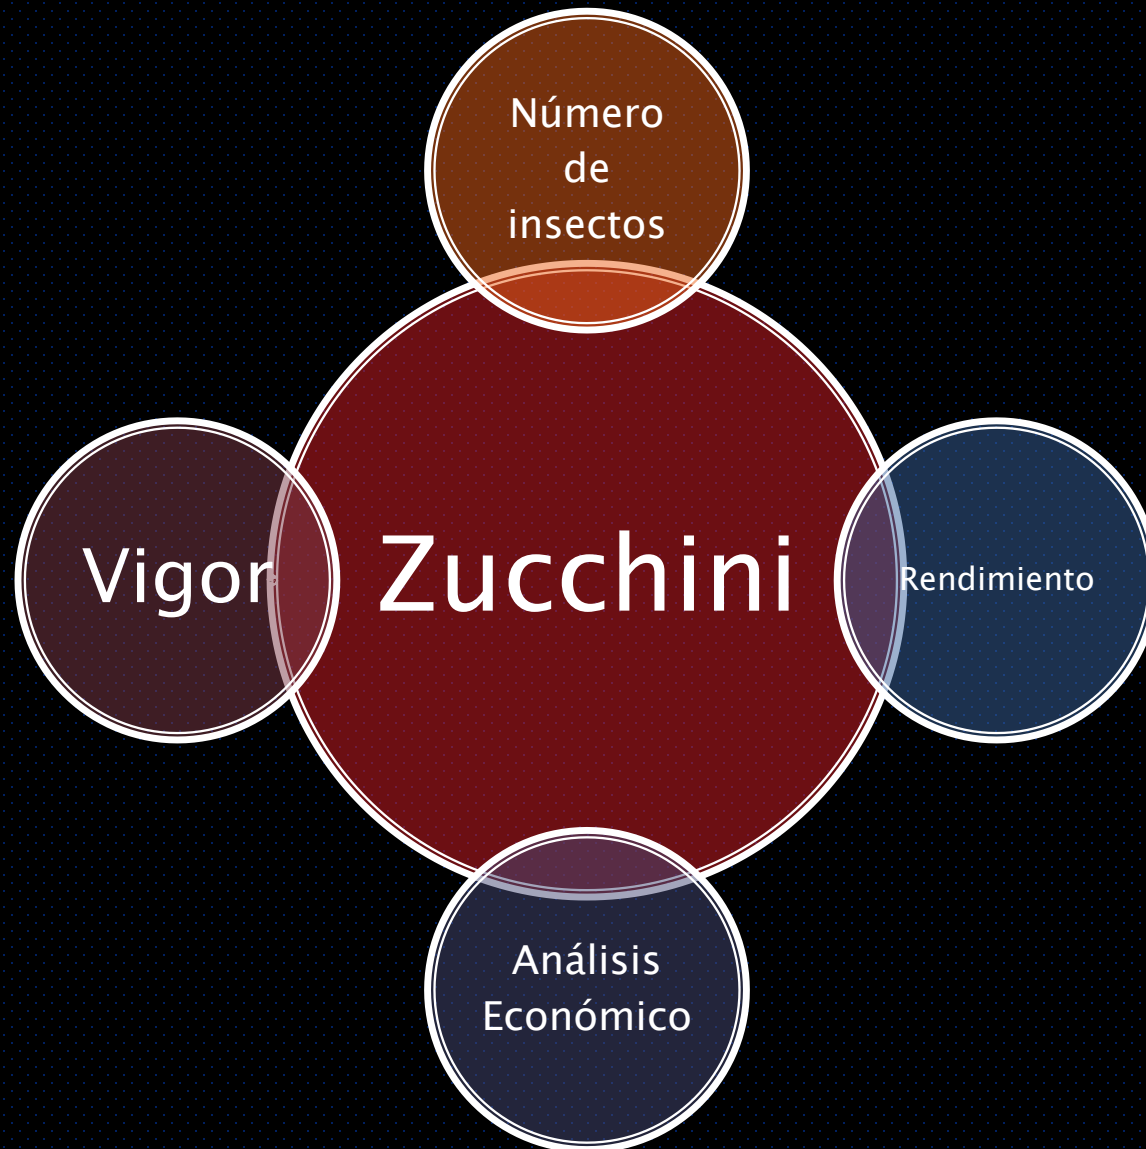 Número
de
insectos
Vigor
Zucchini
Rendimiento
Análisis
Económico